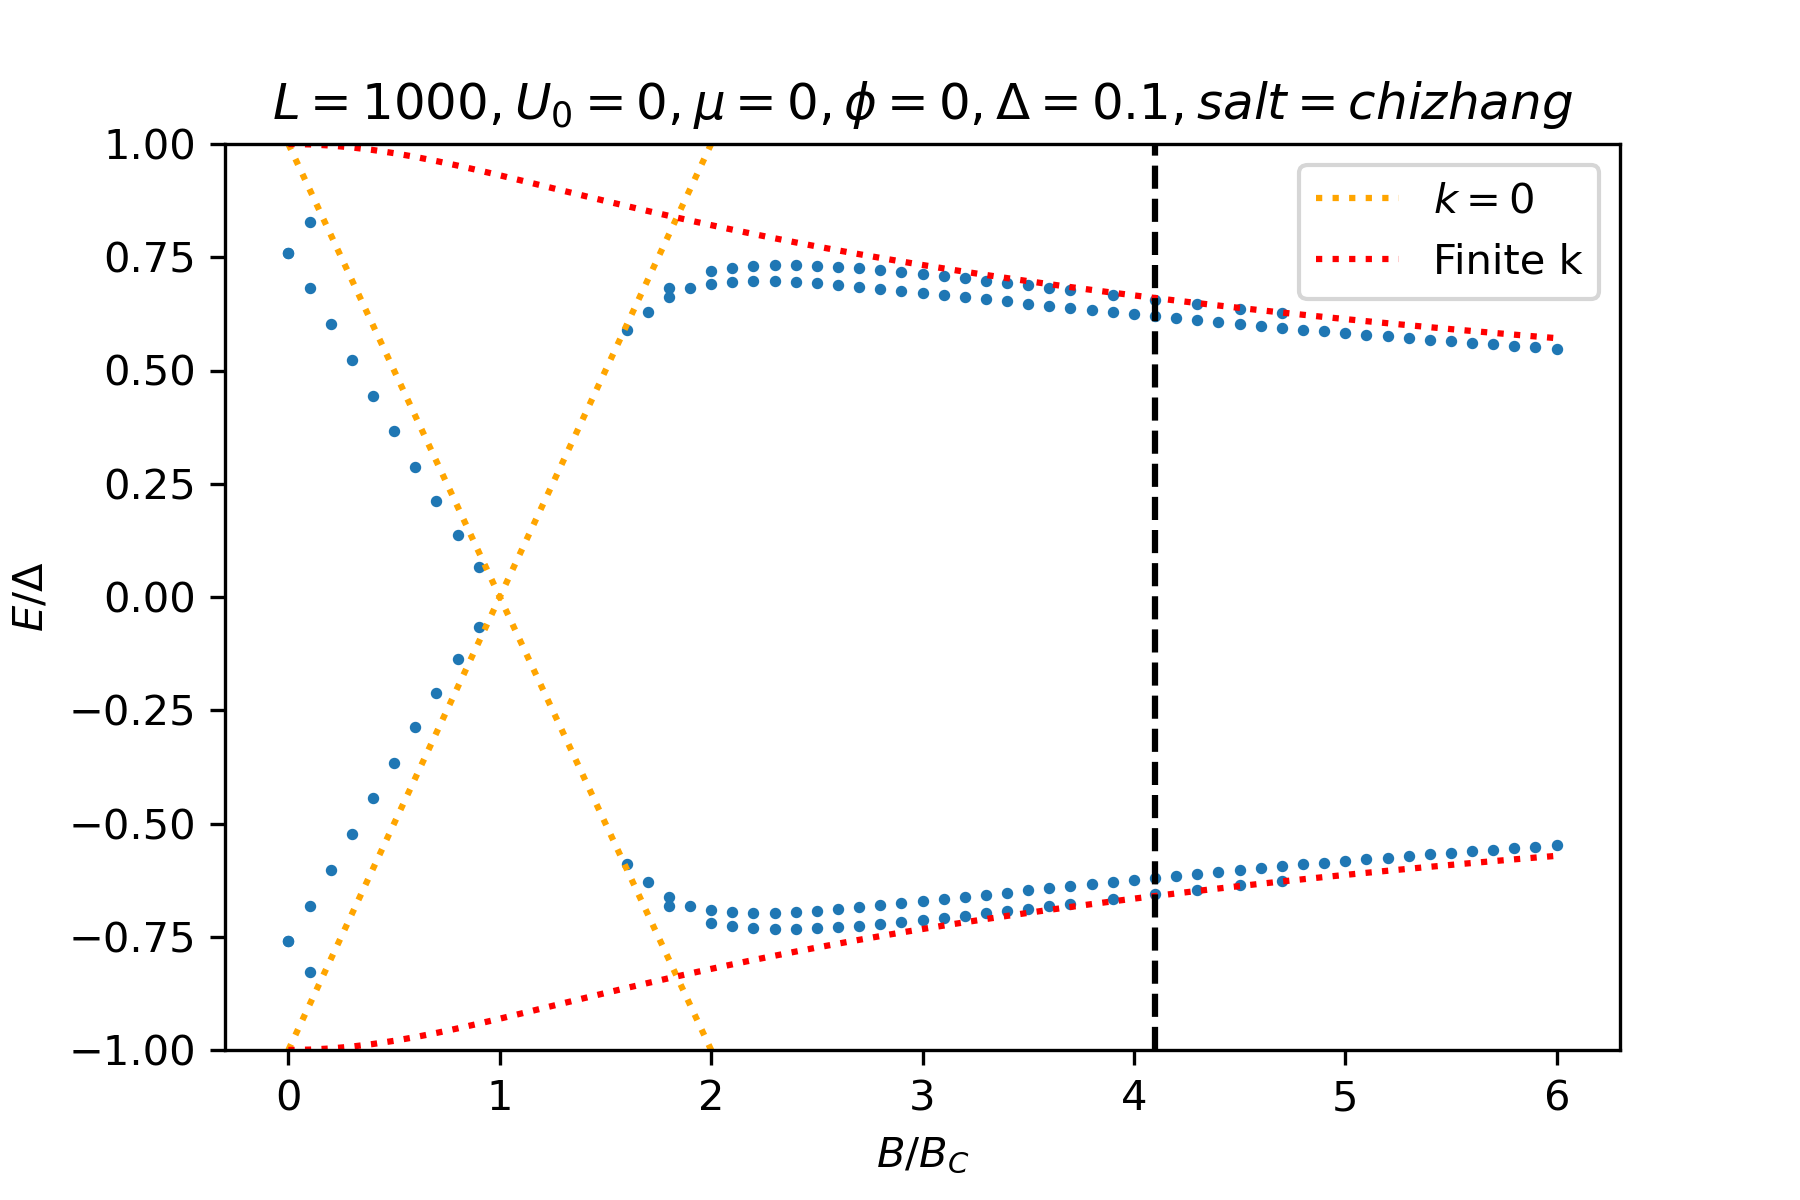 L = 1000, U₀ = 0, μ = 0, ϕ = 0, Δ = 0.1, salt = chizhang
1.00
0.75
0.50
0.25
0.00
−0.25
−0.50
−0.75
−1.00
E/Δ
k = 0
Finite k
0 1 2 3 4 5 6
B/B_C